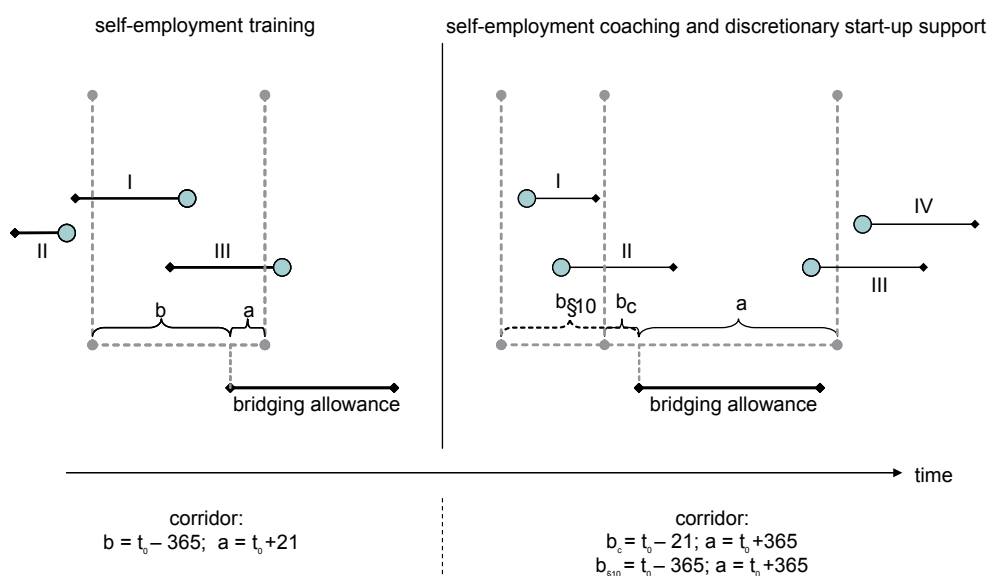 self-employment training
self-employment coaching and discretionary start-up support
I
II
III
b
a
bridging allowance
I
II
IV
III
b§10
bc
a
bridging allowance
time
corridor:
b = t₀ – 365; a = t₀ +21
corridor:
bc = t₀ – 21; a = t₀ +365
b§10 = t₀ – 365; a = t₀ +365